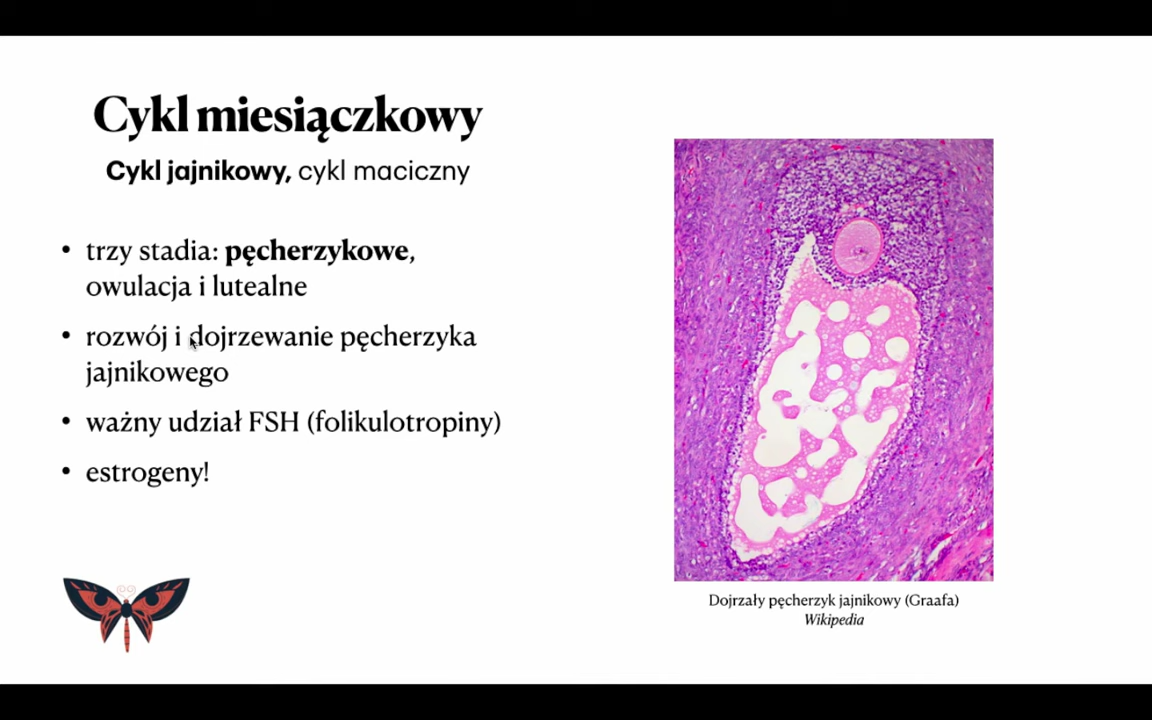 Cykl miesiączkowy
Cykl jajnikowy, cykl maciczny
• trzy stadia: pęcherzykowe,
owulacja i lutealne
• rozwój i dojrzewanie pęcherzyka
jajnikowego
• ważny udział FSH (folikulotropiny)
• estrogeny!
Dojrzały pęcherzyk jajnikowy (Graafa)
Wikipedia